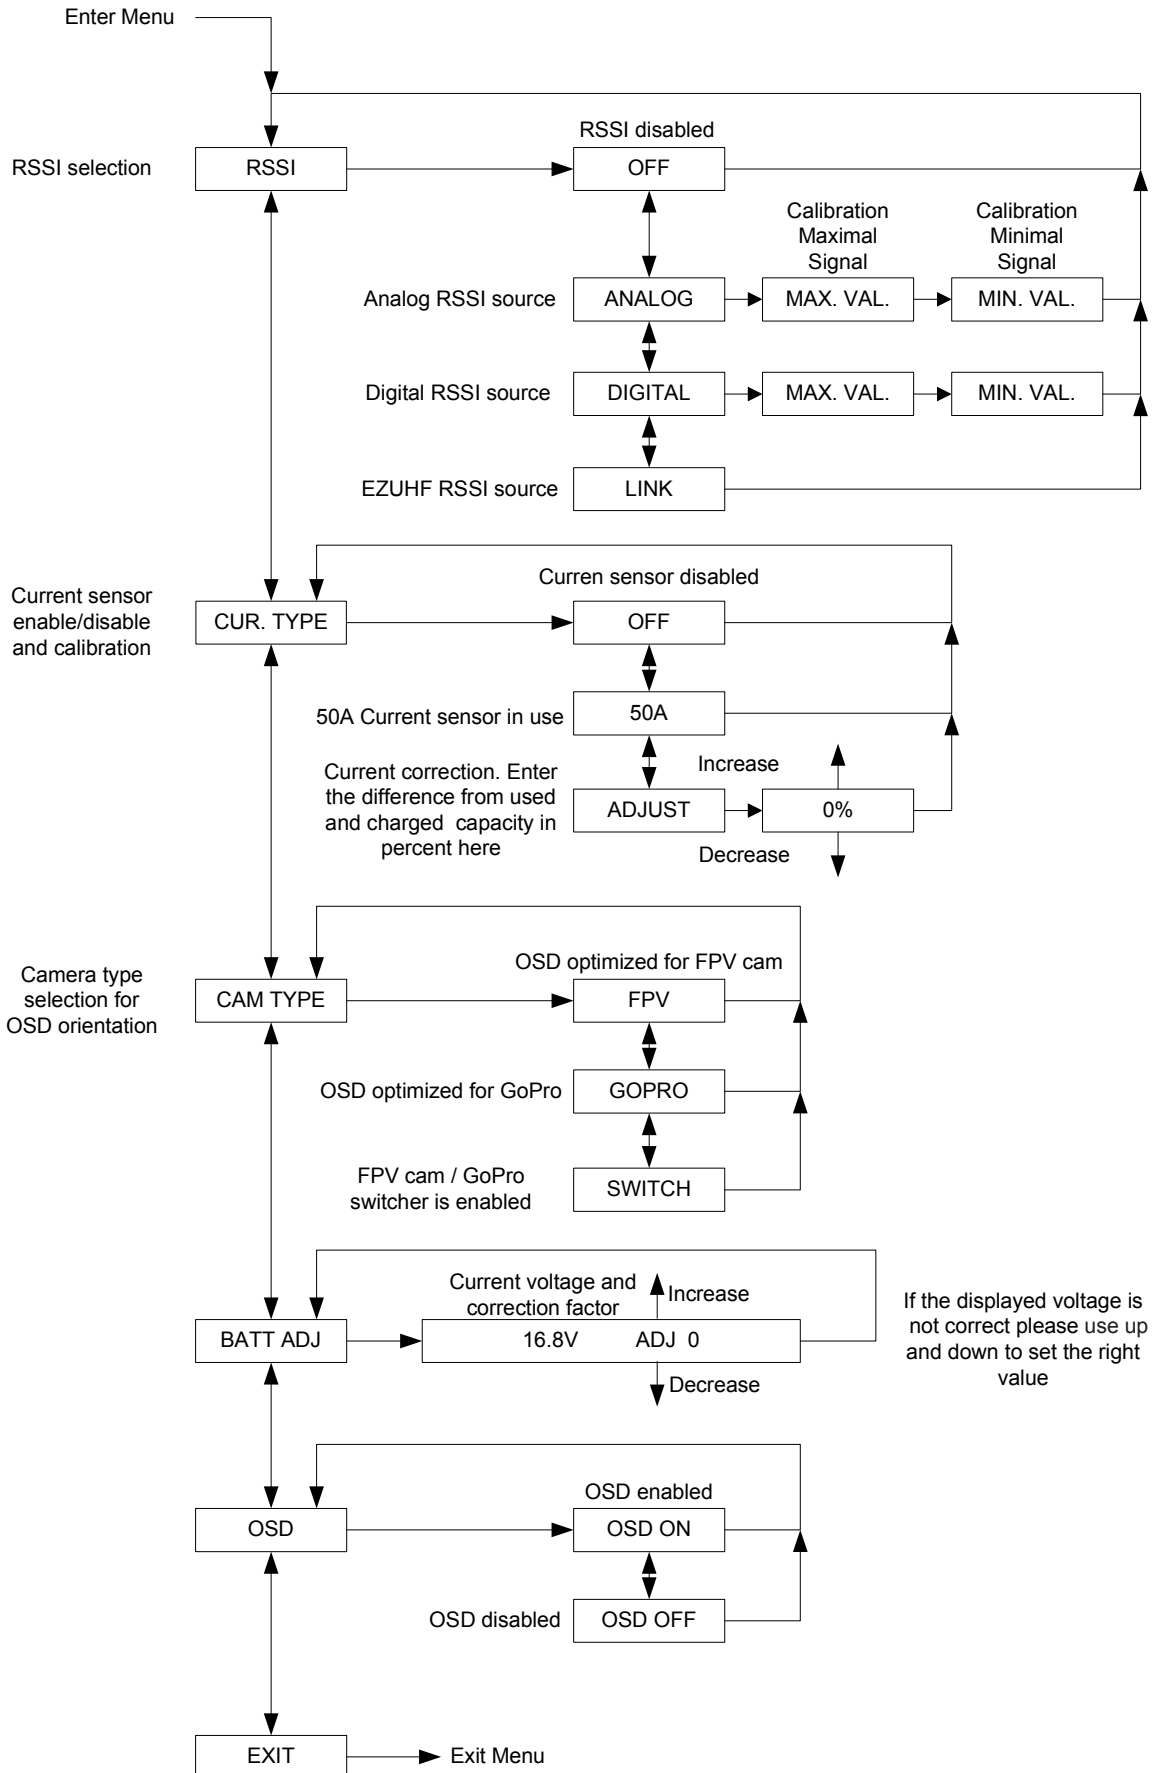 Enter Menu
RSSI disabled
RSSI selection
RSSI
OFF
Calibration
Maximal
Signal
Calibration
Minimal
Signal
Analog RSSI source
ANALOG
MAX. VAL.
MIN. VAL.
Digital RSSI source
DIGITAL
MAX. VAL.
MIN. VAL.
EZUHF RSSI source
LINK
Curren sensor disabled
Current sensor
enable/disable
and calibration
CUR. TYPE
OFF
50A Current sensor in use
50A
Current correction. Enter
the difference from used
and charged  capacity in
percent here
ADJUST
Increase
0%
Decrease
OSD optimized for FPV cam
Camera type
selection for
OSD orientation
CAM TYPE
FPV
OSD optimized for GoPro
GOPRO
FPV cam / GoPro
switcher is enabled
SWITCH
Current voltage and
correction factor
Increase
BATT ADJ
16.8V ADJ 0
Decrease
If the displayed voltage is
not correct please use up
and down to set the right
value
OSD enabled
OSD
OSD ON
OSD disabled
OSD OFF
EXIT
Exit Menu